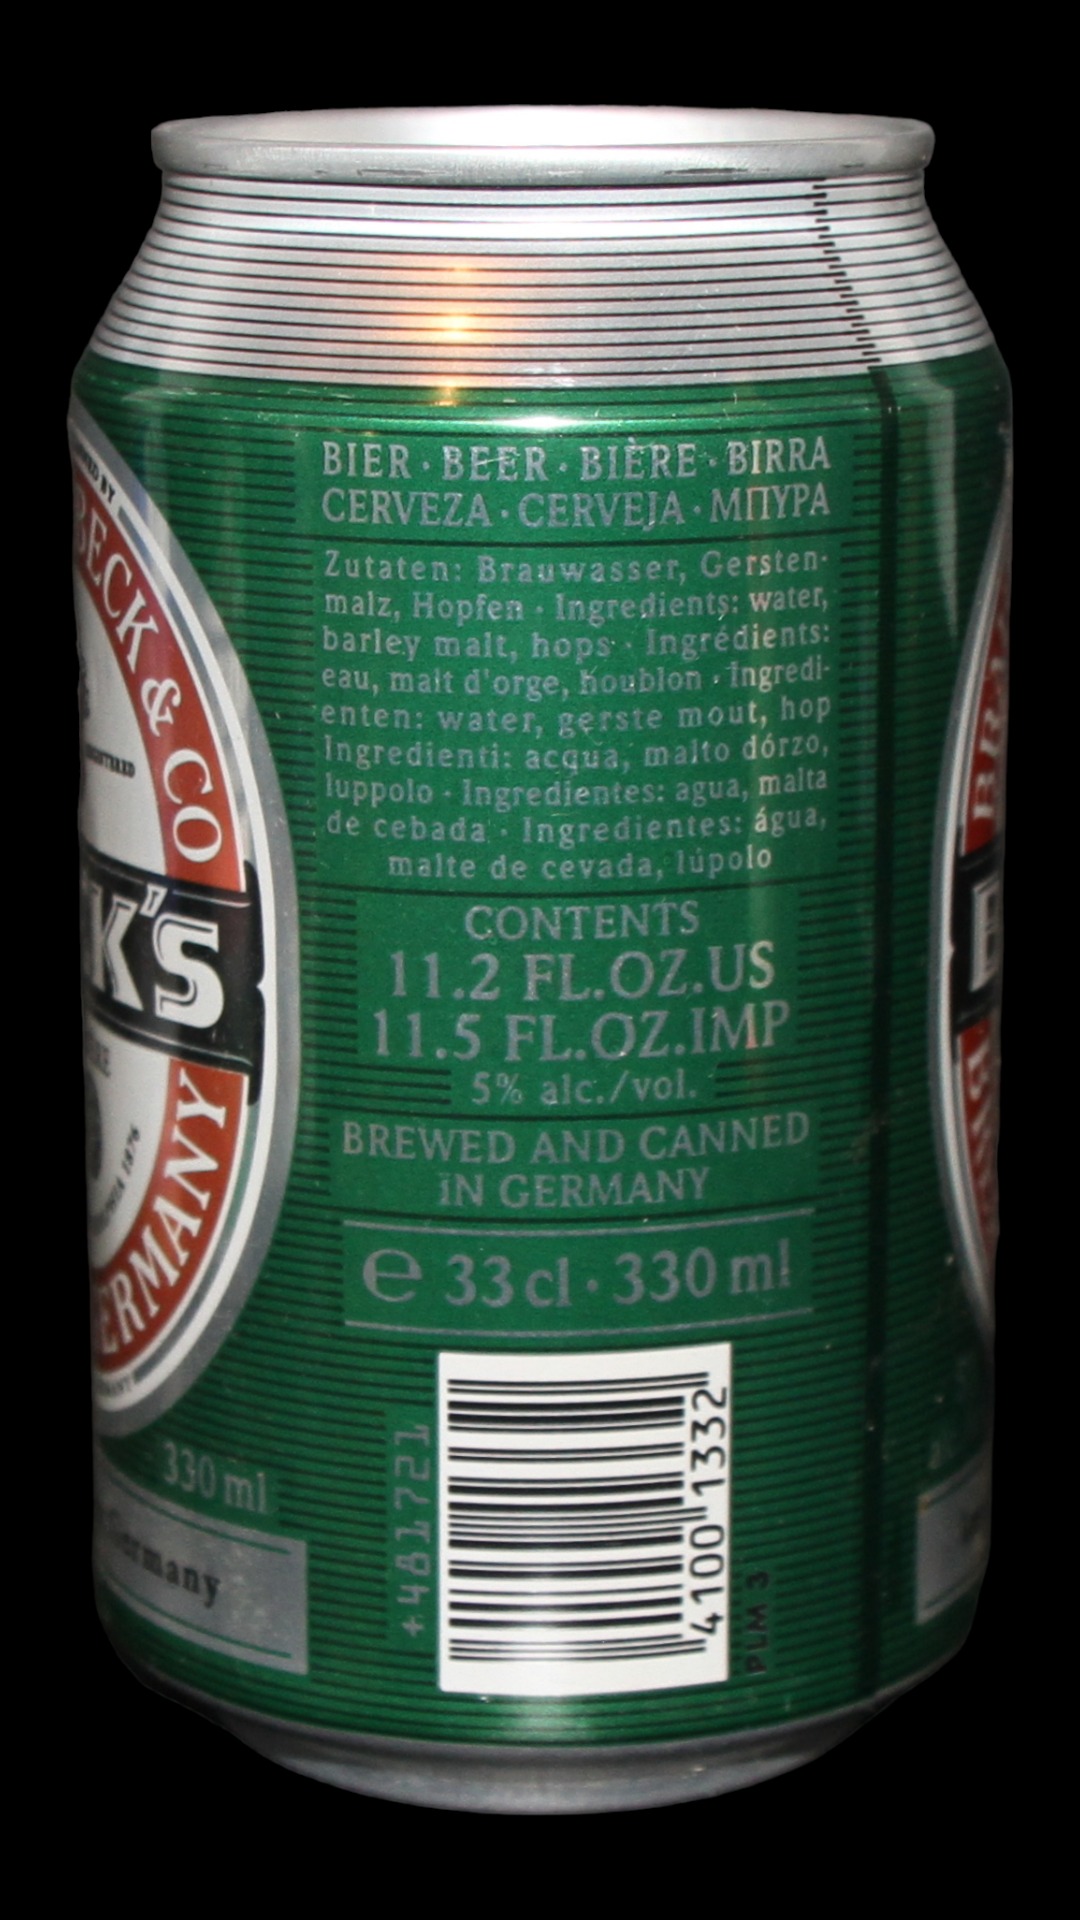 BIER · BEER · BIÈRE · BIRRA
CERVEZA · CERVEJA · ΜΠΥΡΑ
Zutaten: Brauwasser, Gersten-
malz, Hopfen · Ingredients: water,
barley malt, hops · Ingrédients:
eau, malt d'orge, houblon · Ingredi-
enten: water, gerste mout, hop
Ingredienti: acqua, malto dórzo,
luppolo · Ingredientes: agua, malta
de cebada · Ingredientes: água,
malte de cevada, lúpolo
CONTENTS
11.2 FL.OZ.US
11.5 FL.OZ.IMP
5% alc./vol.
BREWED AND CANNED
IN GERMANY
e 33 cl · 330 ml
4100 1332
+481721
PLM 3
BECK & CO
K's
ERMANY
330 ml
Germany